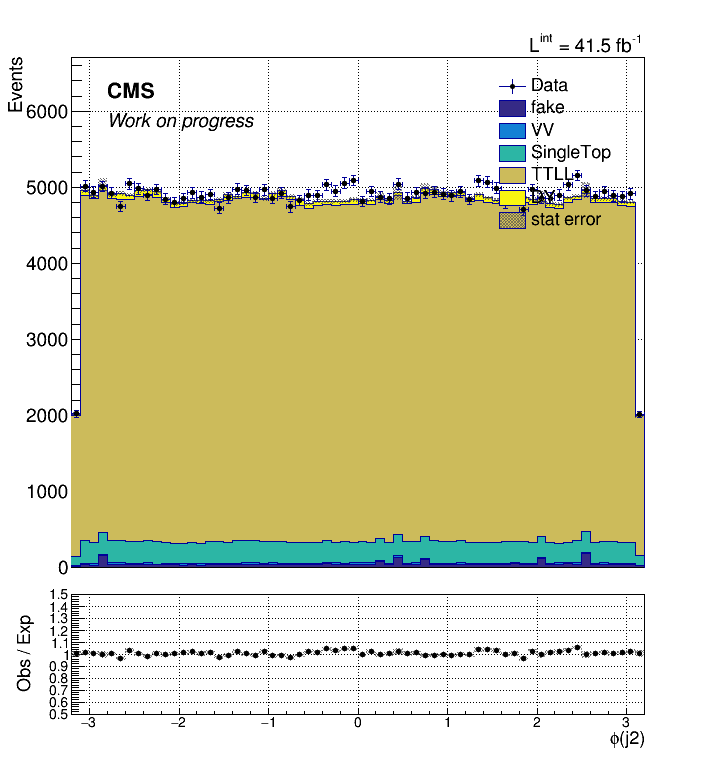 L^int = 41.5 fb^-1
Events
CMS
Work on progress
Data
fake
VV
SingleTop
TTLL
DY
stat error
6000
5000
4000
3000
2000
1000
0
Obs / Exp
1.5
1.4
1.3
1.2
1.1
1
0.9
0.8
0.7
0.6
0.5
−3 −2 −1 0 1 2 3
ϕ(j2)